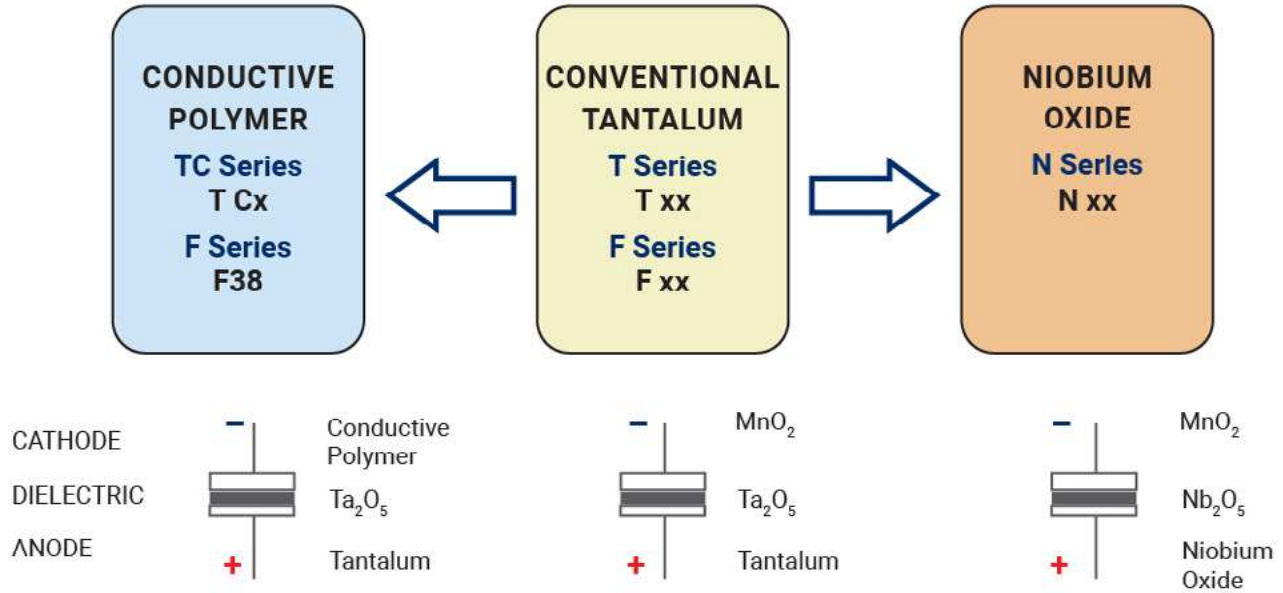 CONDUCTIVE
POLYMER
TC Series
T Cx
F Series
F38
CONVENTIONAL
TANTALUM
T Series
T xx
F Series
F xx
NIOBIUM
OXIDE
N Series
N xx
CATHODE
DIELECTRIC
ANODE
−
Conductive
Polymer
Ta₂O₅
+
Tantalum
−
MnO₂
Ta₂O₅
+
Tantalum
−
MnO₂
Nb₂O₅
+
Niobium
Oxide